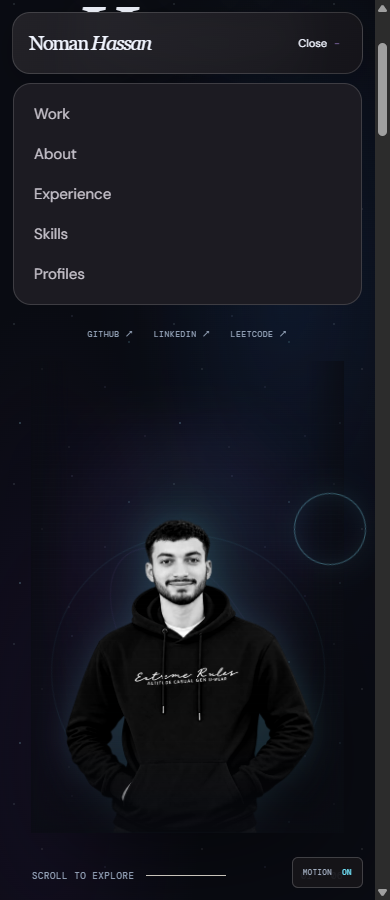 Noman Hassan
Close –
Work
About
Experience
Skills
Profiles
GITHUB ↗ LINKEDIN ↗ LEETCODE ↗
Extreme Rules
SCROLL TO EXPLORE
MOTION ON